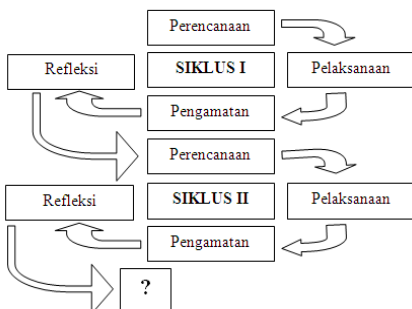 Perencanaan
Refleksi
SIKLUS I
Pelaksanaan
Pengamatan
Perencanaan
Refleksi
SIKLUS II
Pelaksanaan
Pengamatan
?